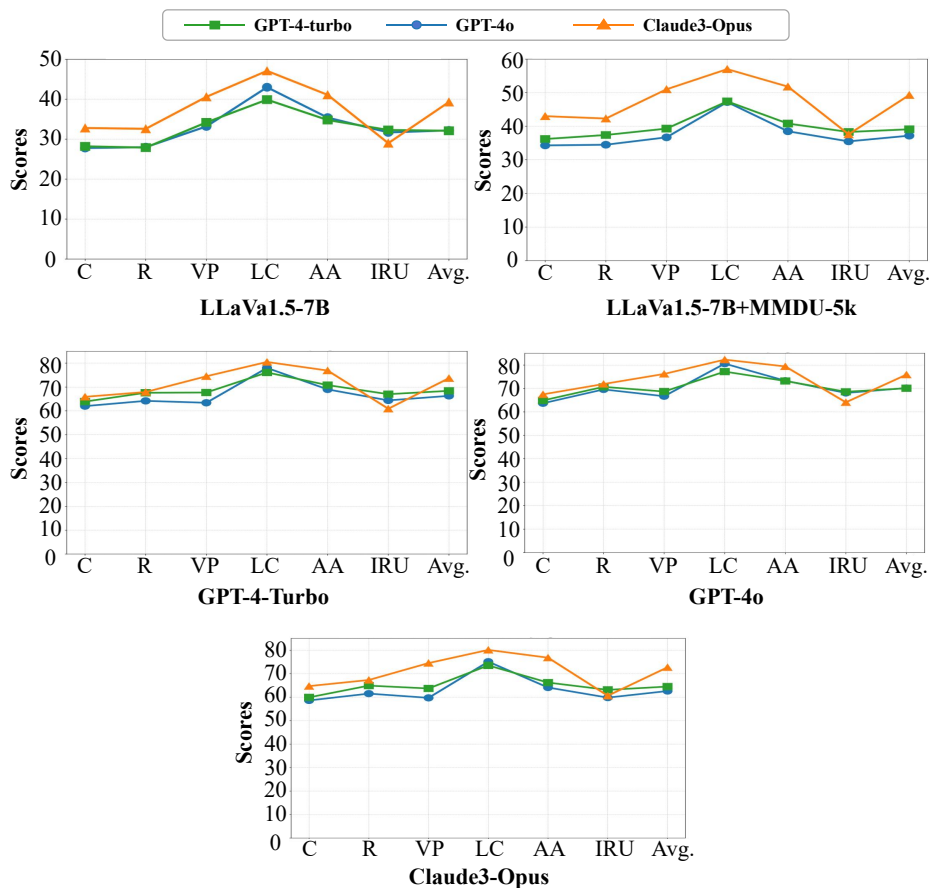 GPT-4-turbo GPT-4o Claude3-Opus
50
40
30
20
10
0
Scores
C R VP LC AA IRU Avg.
LLaVa1.5-7B
60
50
40
30
20
10
0
Scores
C R VP LC AA IRU Avg.
LLaVa1.5-7B+MMDU-5k
80
70
60
50
40
30
20
10
0
Scores
C R VP LC AA IRU Avg.
GPT-4-Turbo
80
70
60
50
40
30
20
10
0
Scores
C R VP LC AA IRU Avg.
GPT-4o
80
70
60
50
40
30
20
10
0
Scores
C R VP LC AA IRU Avg.
Claude3-Opus